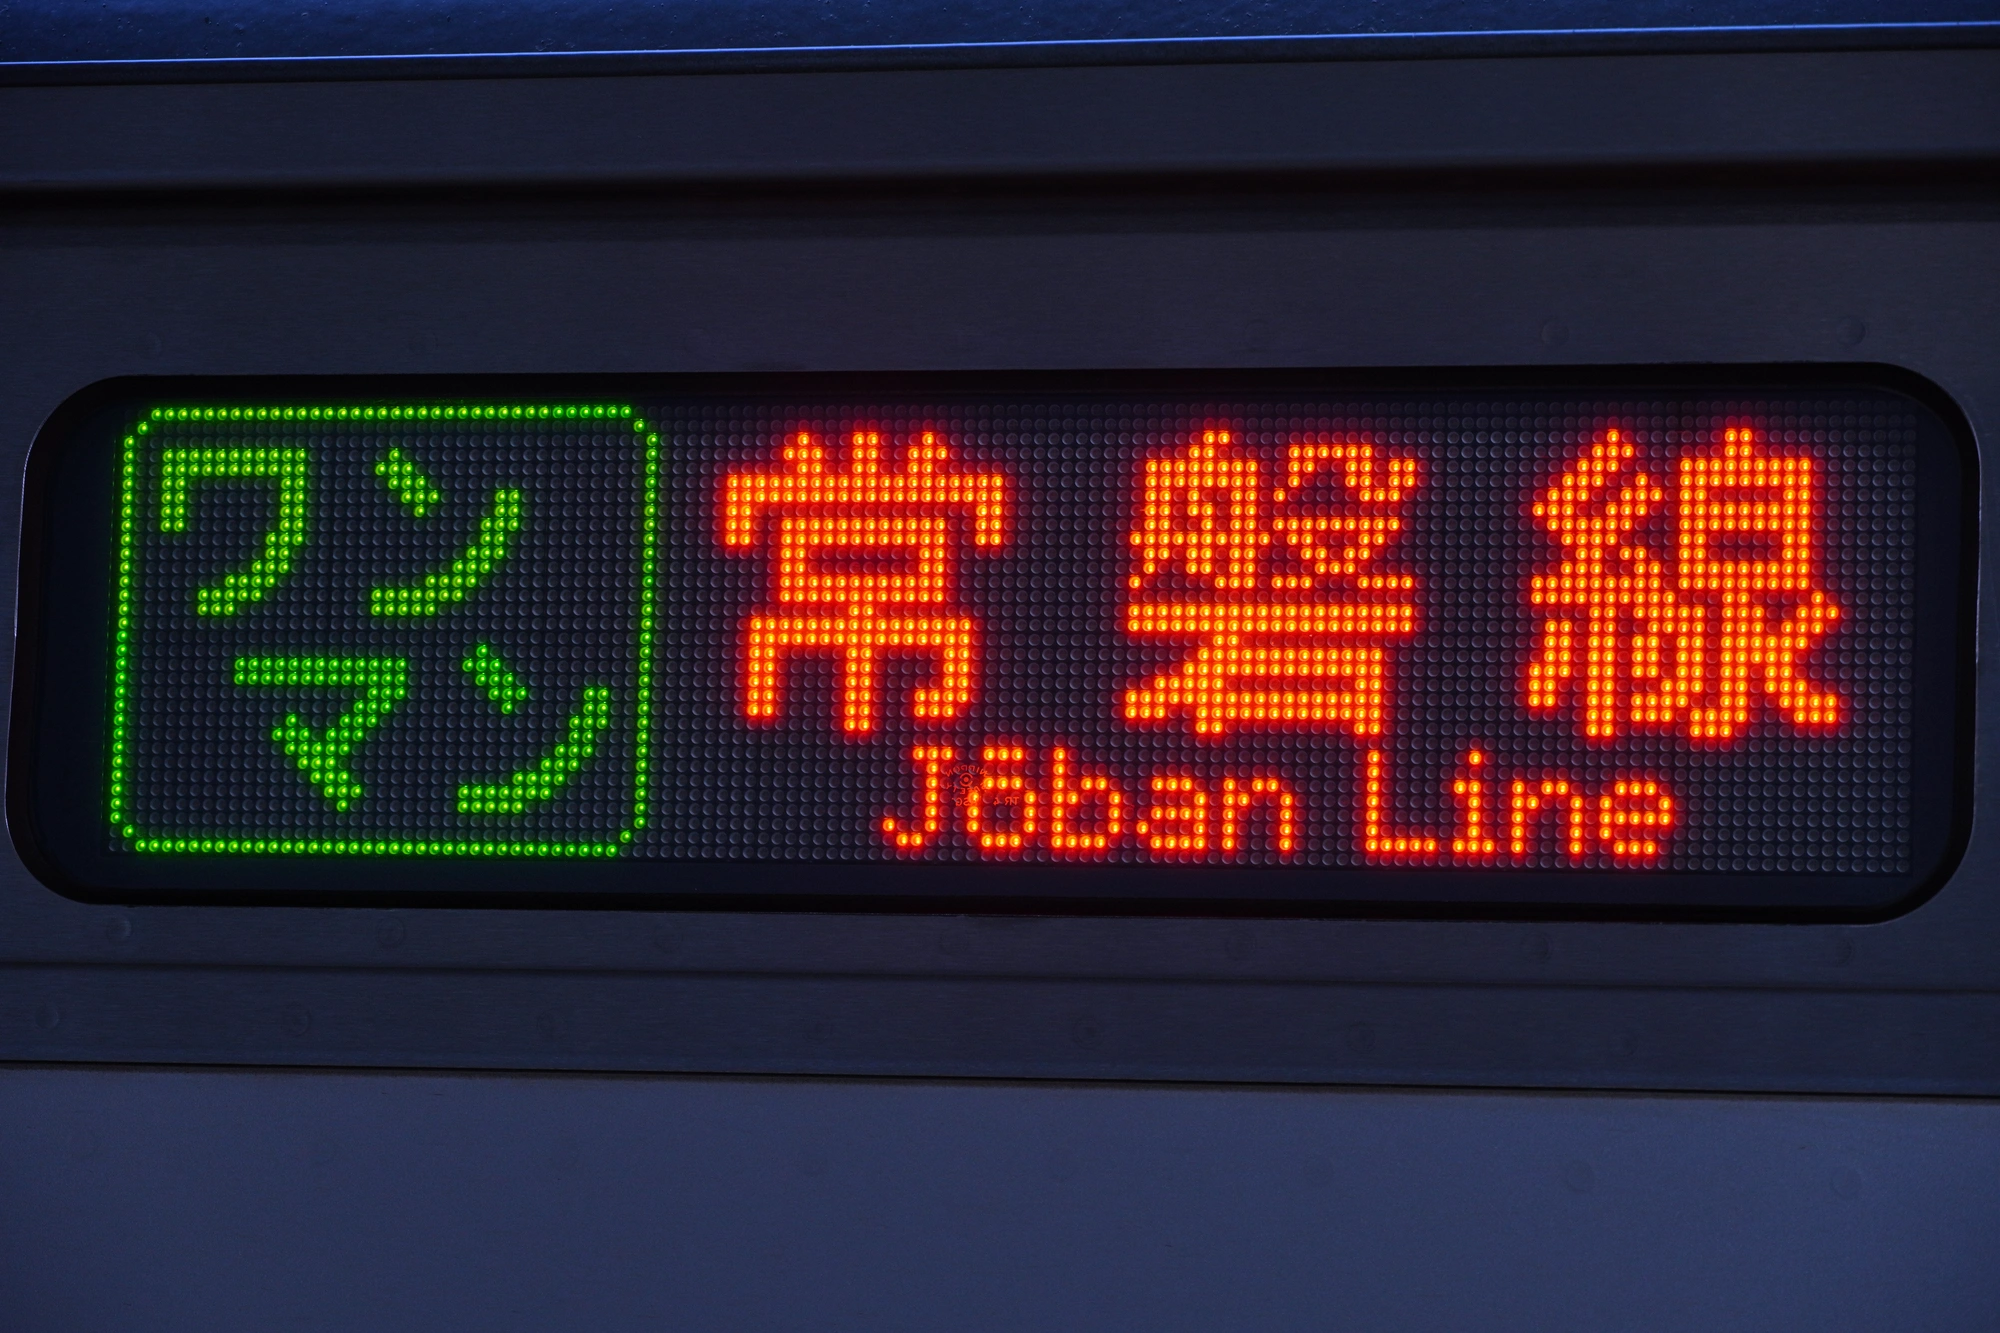 ワン
マン
常磐線
Jōban Line